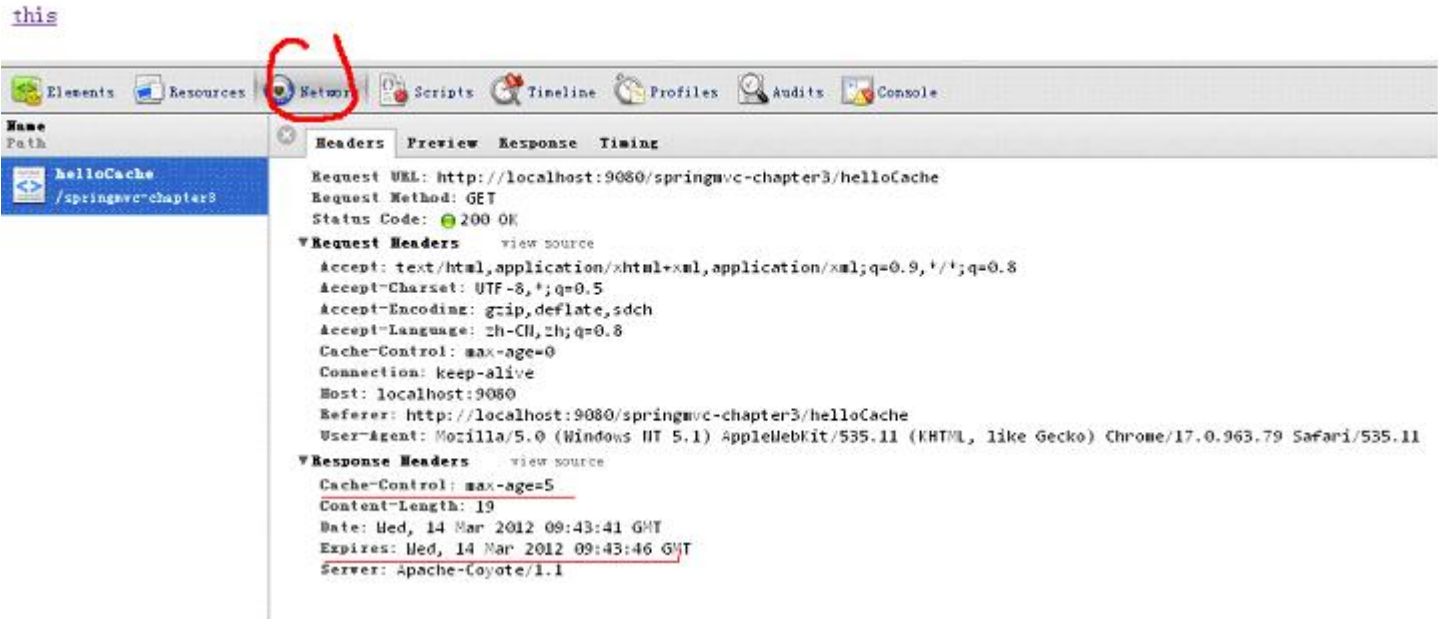 this
Elements Resources Network Scripts Timeline Profiles Audits Console
Name
Path
Headers Preview Response Timing
helloCache
/springmvc-chapter3
Request URL: http://localhost:9080/springmvc-chapter3/helloCache
Request Method: GET
Status Code: 200 OK
▼Request Headers view source
Accept: text/html,application/xhtml+xml,application/xml;q=0.9,*/*;q=0.8
Accept-Charset: UTF-8,*;q=0.5
Accept-Encoding: gzip,deflate,sdch
Accept-Language: zh-CN,zh;q=0.8
Cache-Control: max-age=0
Connection: keep-alive
Host: localhost:9080
Referer: http://localhost:9080/springmvc-chapter3/helloCache
User-Agent: Mozilla/5.0 (Windows NT 5.1) AppleWebKit/535.11 (KHTML, like Gecko) Chrome/17.0.963.79 Safari/535.11
▼Response Headers view source
Cache-Control: max-age=5
Content-Length: 19
Date: Wed, 14 Mar 2012 09:43:41 GMT
Expires: Wed, 14 Mar 2012 09:43:46 GMT
Server: Apache-Coyote/1.1